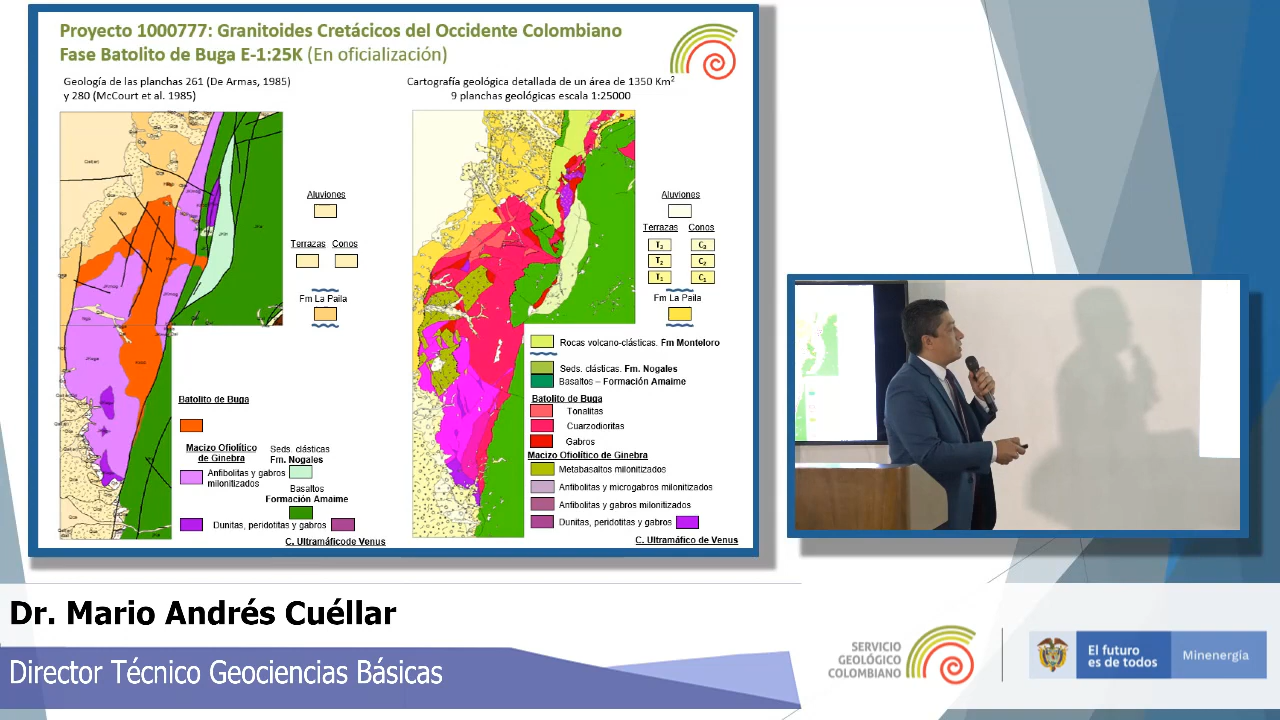 Proyecto 1000777: Granitoides Cretácicos del Occidente Colombiano
Fase Batolito de Buga E-1:25K (En oficialización)
Geología de las planchas 261 (De Armas, 1985)
y 280 (McCourt et al. 1985)
Cartografía geológica detallada de un área de 1350 Km2
9 planchas geológicas escala 1:25000
Aluviones
Terrazas Conos
Fm La Paila
Batolito de Buga
Macizo Ofiolítico
de Ginebra
Anfibolitas y gabros
milonitizados
Seds. clásticas
Fm. Nogales
Basaltos
Formación Amaime
Dunitas, peridotitas y gabros
C. Ultramáficode Venus
Aluviones
Terrazas Conos
T3 C3
T2 C2
T1 C1
Fm La Paila
Rocas volcano-clásticas. Fm Monteloro
Seds. clásticas. Fm. Nogales
Basaltos – Formación Amaime
Batolito de Buga
Tonalitas
Cuarzodioritas
Gabros
Macizo Ofiolítico de Ginebra
Metabasaltos milonitizados
Anfibolitas y microgabros milonitizados
Anfibolitas y gabros milonitizados
Dunitas, peridotitas y gabros
C. Ultramáfico de Venus
Dr. Mario Andrés Cuéllar
Director Técnico Geociencias Básicas
SERVICIO
GEOLÓGICO
COLOMBIANO
El futuro
es de todos
Minenergía